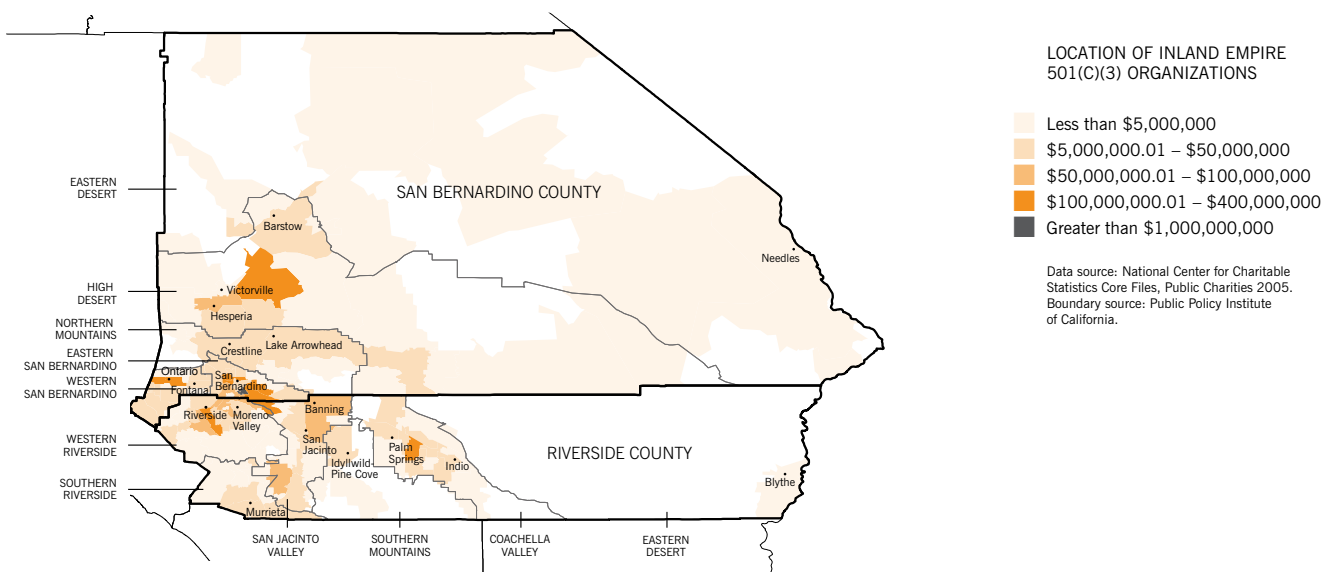 LOCATION OF INLAND EMPIRE
501(C)(3) ORGANIZATIONS
Less than $5,000,000
$5,000,000.01 – $50,000,000
$50,000,000.01 – $100,000,000
$100,000,000.01 – $400,000,000
Greater than $1,000,000,000
Data source: National Center for Charitable
Statistics Core Files, Public Charities 2005.
Boundary source: Public Policy Institute
of California.
EASTERN
DESERT
SAN BERNARDINO COUNTY
Barstow
Needles
HIGH
DESERT
Victorville
Hesperia
NORTHERN
MOUNTAINS
Crestline
Lake Arrowhead
EASTERN
SAN BERNARDINO
Ontario
San
Bernardino
WESTERN
SAN BERNARDINO
Fontana
Riverside
Moreno
Valley
Banning
WESTERN
RIVERSIDE
San
Jacinto
Idyllwild-
Pine Cove
Palm
Springs
Indio
RIVERSIDE COUNTY
Blythe
SOUTHERN
RIVERSIDE
Murrieta
SAN JACINTO
VALLEY
SOUTHERN
MOUNTAINS
COACHELLA
VALLEY
EASTERN
DESERT